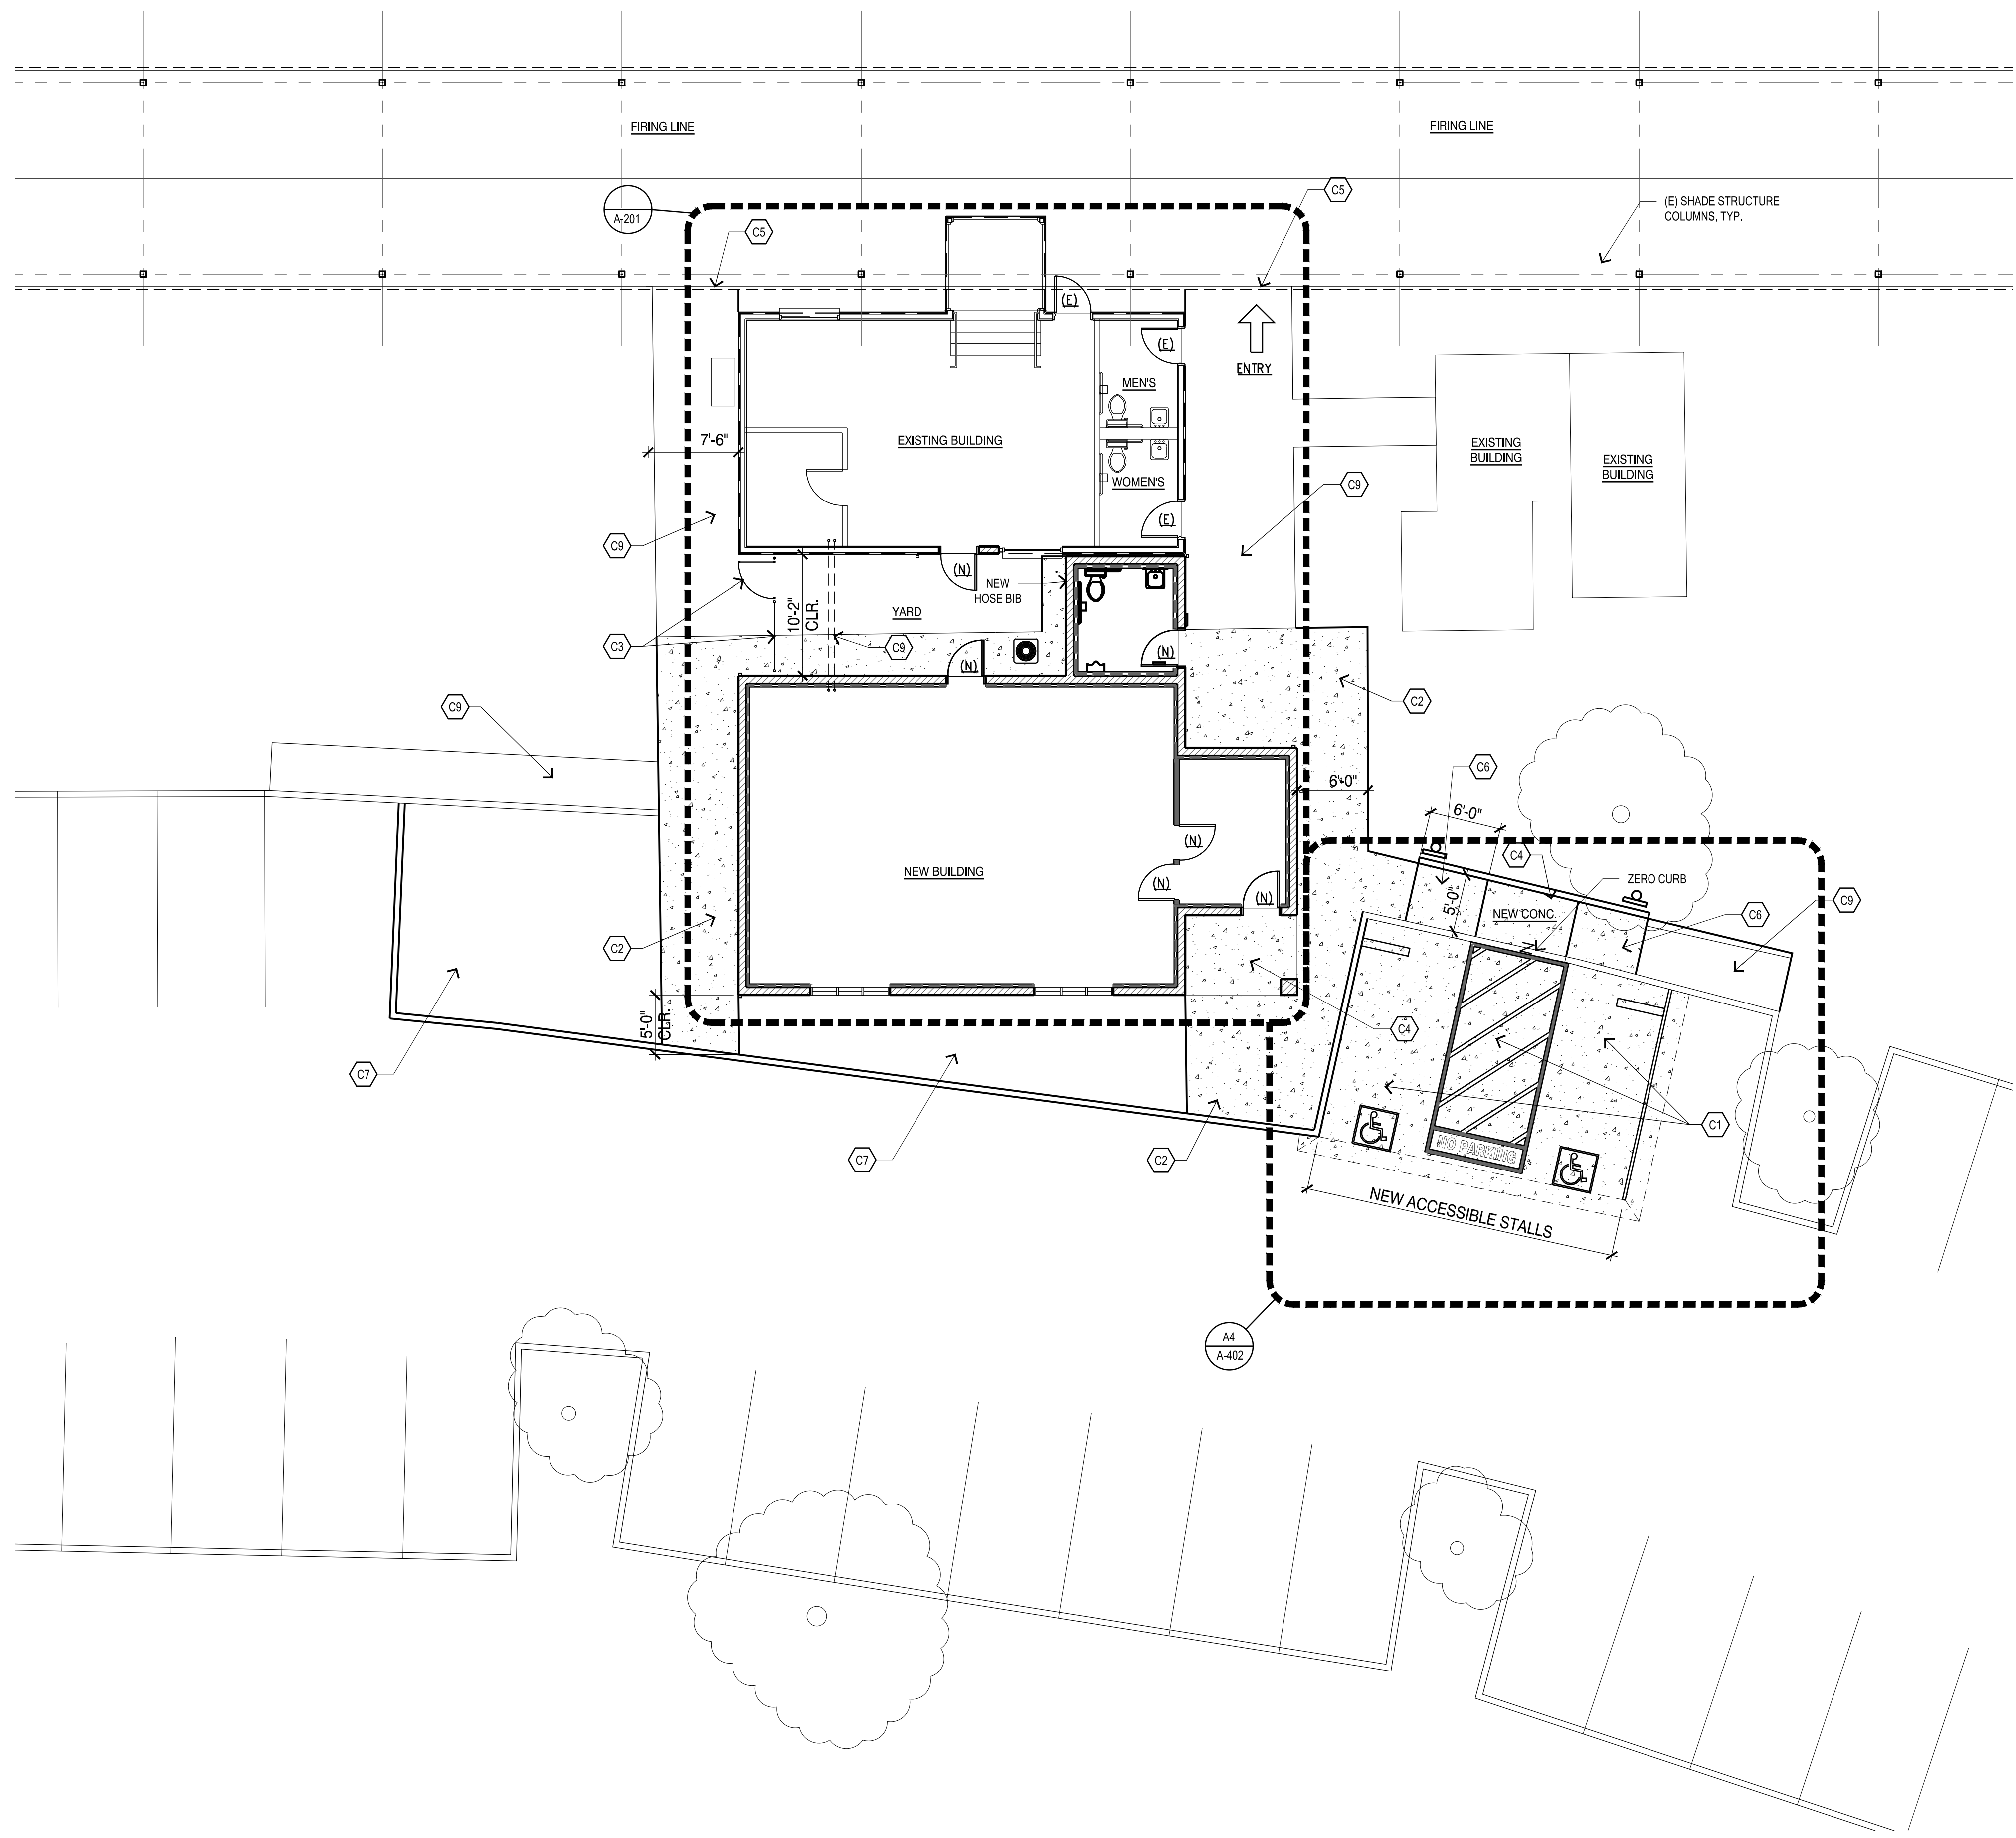 FIRING LINE
FIRING LINE
C5
(E) SHADE STRUCTURE
COLUMNS, TYP.
A-201
C5
(E)
(E)
ENTRY
MEN'S
7'-6"
EXISTING BUILDING
EXISTING
BUILDING
EXISTING
BUILDING
WOMEN'S
C9
(E)
C9
(N)
NEW
HOSE BIB
10'-2"
CLR.
YARD
C3
C9
(N)
(N)
C9
C2
C6
6'-0"
6'-0"
(N)
C4
NEW BUILDING
ZERO CURB
(N)
(N)
5'-0"
NEW CONC.
C9
C6
C2
5'-0"
CLR.
C4
C7
C1
C7
C2
NO PARKING
NEW ACCESSIBLE STALLS
A4
A-402